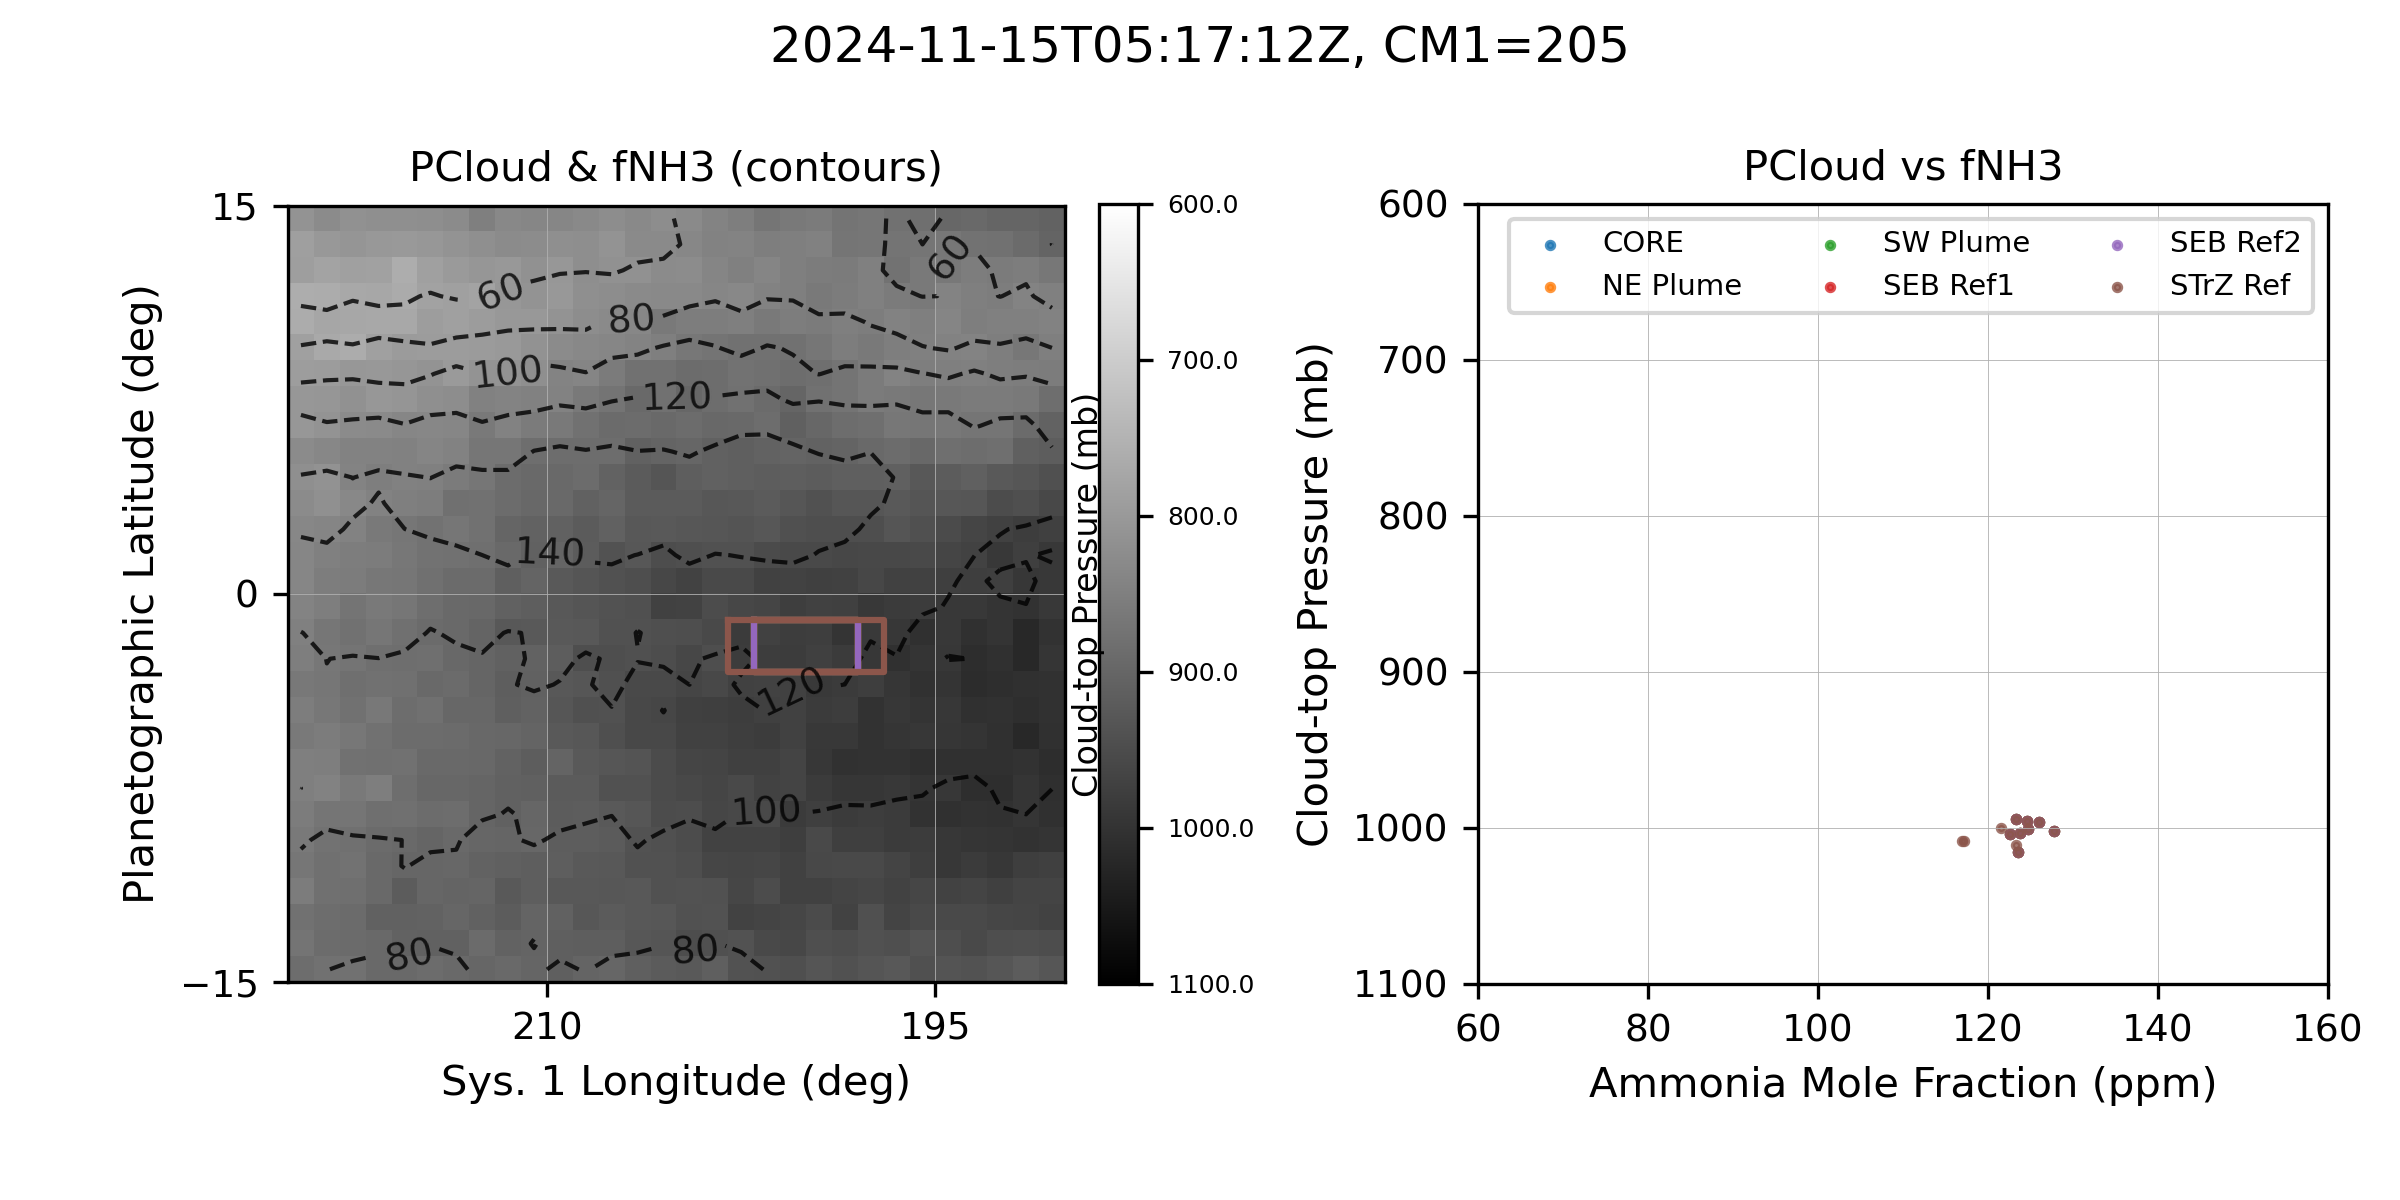 2024-11-15T05:17:12Z, CM1=205
PCloud & fNH3 (contours)
15
0
−15
Planetographic Latitude (deg)
60
60
80
100
120
140
120
100
80
80
210
195
Sys. 1 Longitude (deg)
Cloud-top Pressure (mb)
600.0
700.0
800.0
900.0
1000.0
1100.0
PCloud vs fNH3
CORE
NE Plume
SW Plume
SEB Ref1
SEB Ref2
STrZ Ref
600
700
800
900
1000
1100
Cloud-top Pressure (mb)
60
80
100
120
140
160
Ammonia Mole Fraction (ppm)